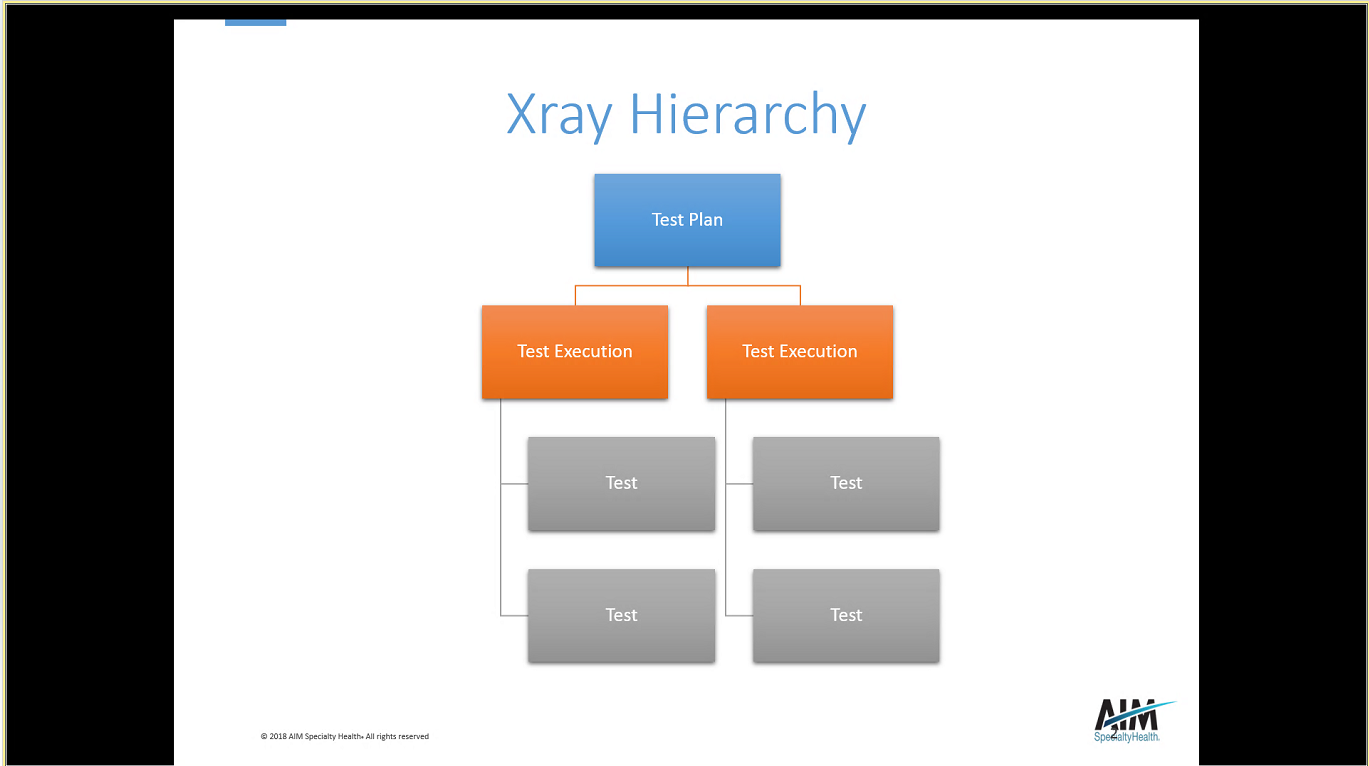 Xray Hierarchy
Test Plan
Test Execution
Test Execution
Test
Test
Test
Test
© 2018 AIM Specialty Health• All rights reserved
AIM
SpecialtyHealth.
2